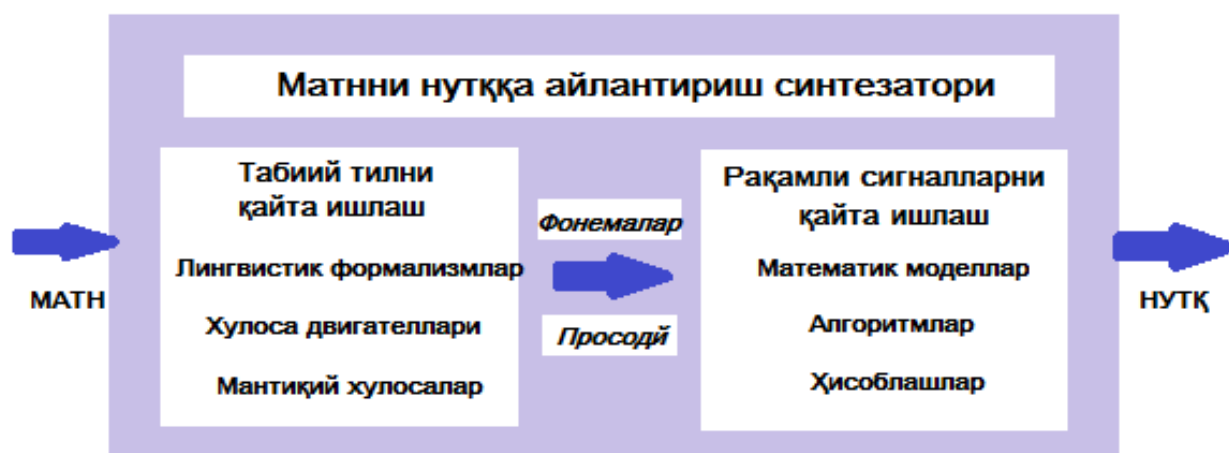 Матнни нутққа айлантириш синтезатори
Табиий тилни
қайта ишлаш
Лингвистик формализмлар
Хулоса двигателлари
Мантиқий хулосалар
МАТН
Фонемалар
Просодй
Рақамли сигналларни
қайта ишлаш
Математик моделлар
Алгоритмлар
Ҳисоблашлар
НУТҚ